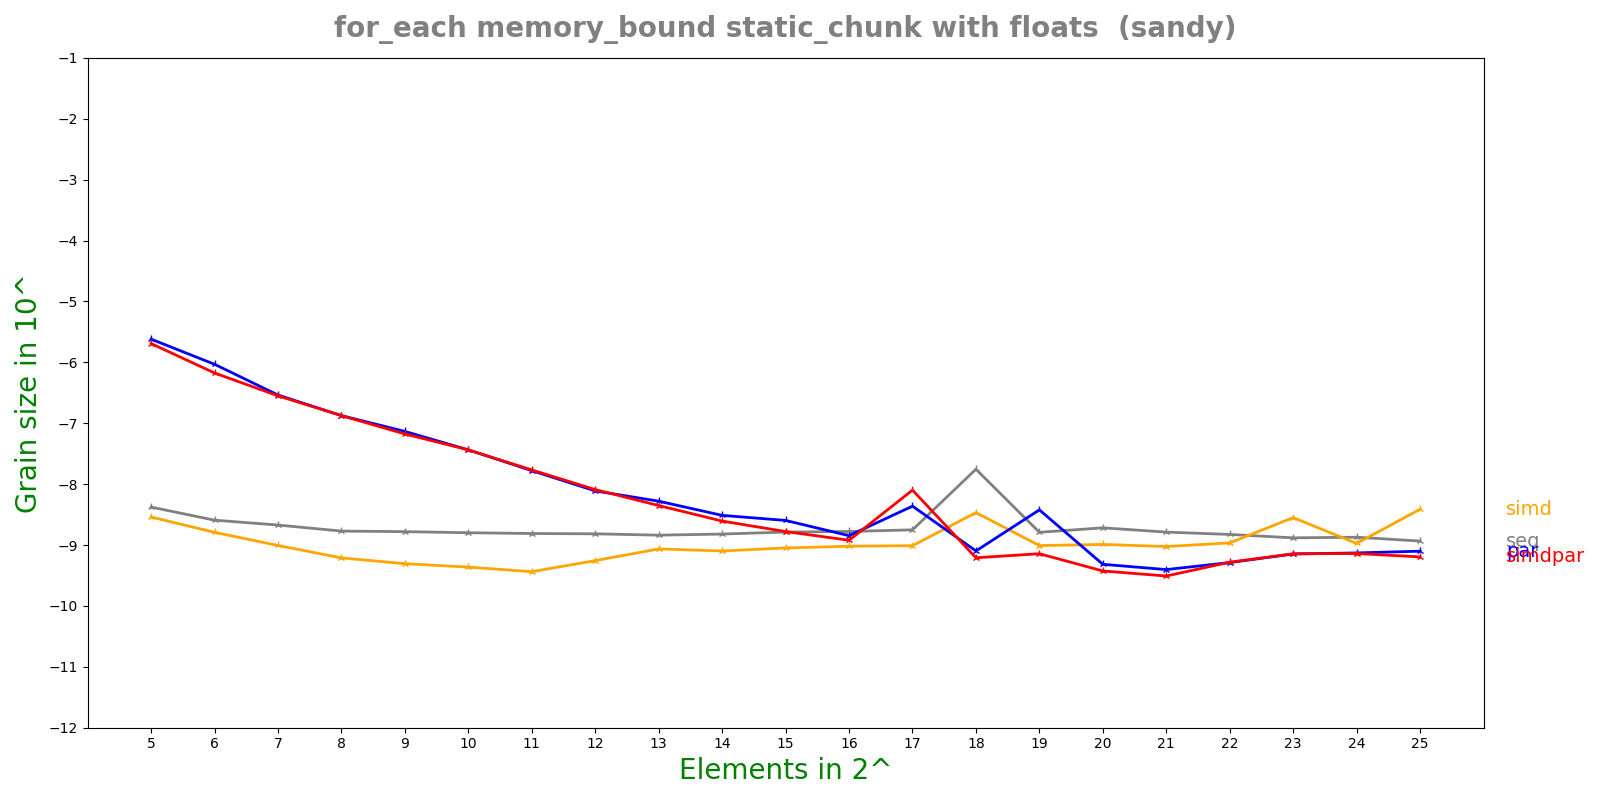 for_each memory_bound static_chunk with floats (sandy)
Grain size in 10^
−1
−2
−3
−4
−5
−6
−7
−8
−9
−10
−11
−12
5 6 7 8 9 10 11 12 13 14 15 16 17 18 19 20 21 22 23 24 25
Elements in 2^
simd
seq
par
simdpar